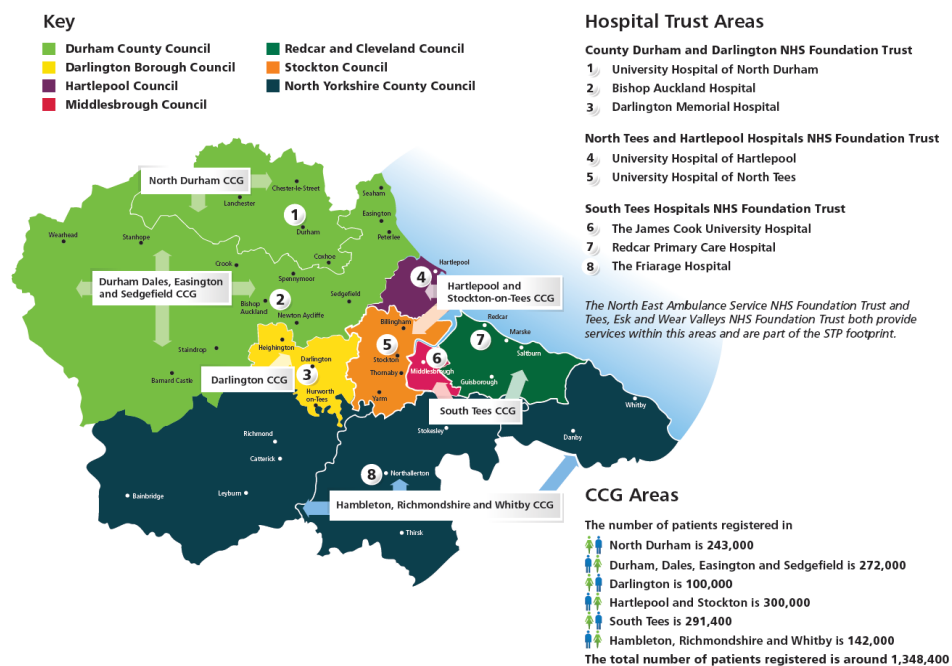 Key
Durham County Council
Darlington Borough Council
Hartlepool Council
Middlesbrough Council
Redcar and Cleveland Council
Stockton Council
North Yorkshire County Council
Hospital Trust Areas
County Durham and Darlington NHS Foundation Trust
1 University Hospital of North Durham
2 Bishop Auckland Hospital
3 Darlington Memorial Hospital
North Tees and Hartlepool Hospitals NHS Foundation Trust
4 University Hospital of Hartlepool
5 University Hospital of North Tees
South Tees Hospitals NHS Foundation Trust
6 The James Cook University Hospital
7 Redcar Primary Care Hospital
8 The Friarage Hospital
The North East Ambulance Service NHS Foundation Trust and
Tees, Esk and Wear Valleys NHS Foundation Trust both provide
services within this areas and are part of the STP footprint.
North Durham CCG
Chester-le-Street
Lanchester
Seaham
1
Easington
Durham
Peterlee
Wearhead
Stanhope
Coxhoe
Crook
Hartlepool
4
Spennymoor
Durham Dales, Easington
and Sedgefield CCG
Hartlepool and
Stockton-on-Tees CCG
2
Bishop
Auckland
Sedgefield
Newton Aycliffe
Billingham
Redcar
Marske
7
Saltburn
Heighington
5
Staindrop
Stockton
6
Darlington
Middlesbrough
Barnard Castle
Thornaby
Darlington CCG
3
Guisborough
Hurworth
on-Tees
Yarm
South Tees CCG
Whitby
Stokesley
Danby
Richmond
Catterick
8
Northallerton
Bainbridge
Leyburn
Hambleton, Richmondshire and Whitby CCG
Thirsk
CCG Areas
The number of patients registered in
North Durham is 243,000
Durham, Dales, Easington and Sedgefield is 272,000
Darlington is 100,000
Hartlepool and Stockton is 300,000
South Tees is 291,400
Hambleton, Richmondshire and Whitby is 142,000
The total number of patients registered is around 1,348,400